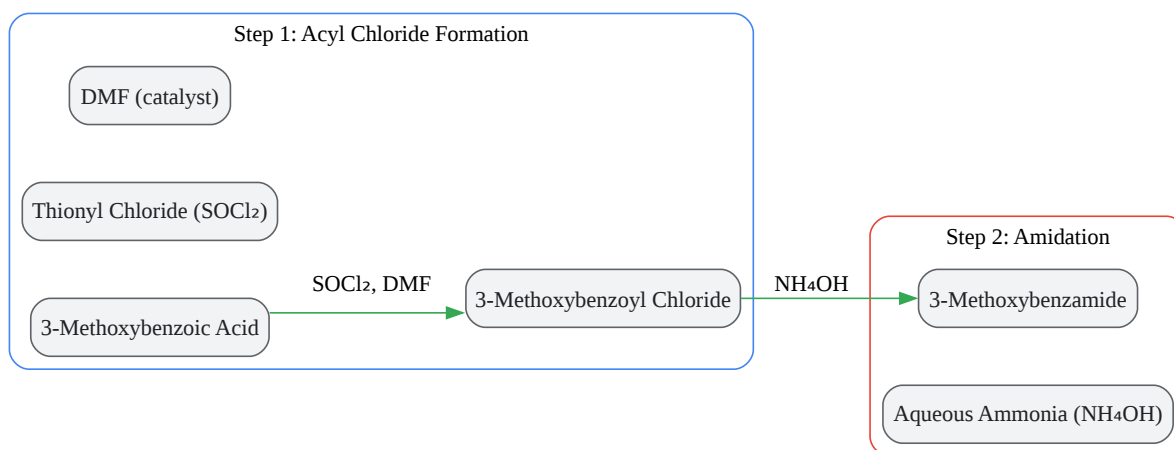 Step 1: Acyl Chloride Formation
DMF (catalyst)
Thionyl Chloride (SOCl₂)
3-Methoxybenzoic Acid
SOCl₂, DMF
3-Methoxybenzoyl Chloride
NH₄OH
Step 2: Amidation
3-Methoxybenzamide
Aqueous Ammonia (NH₄OH)